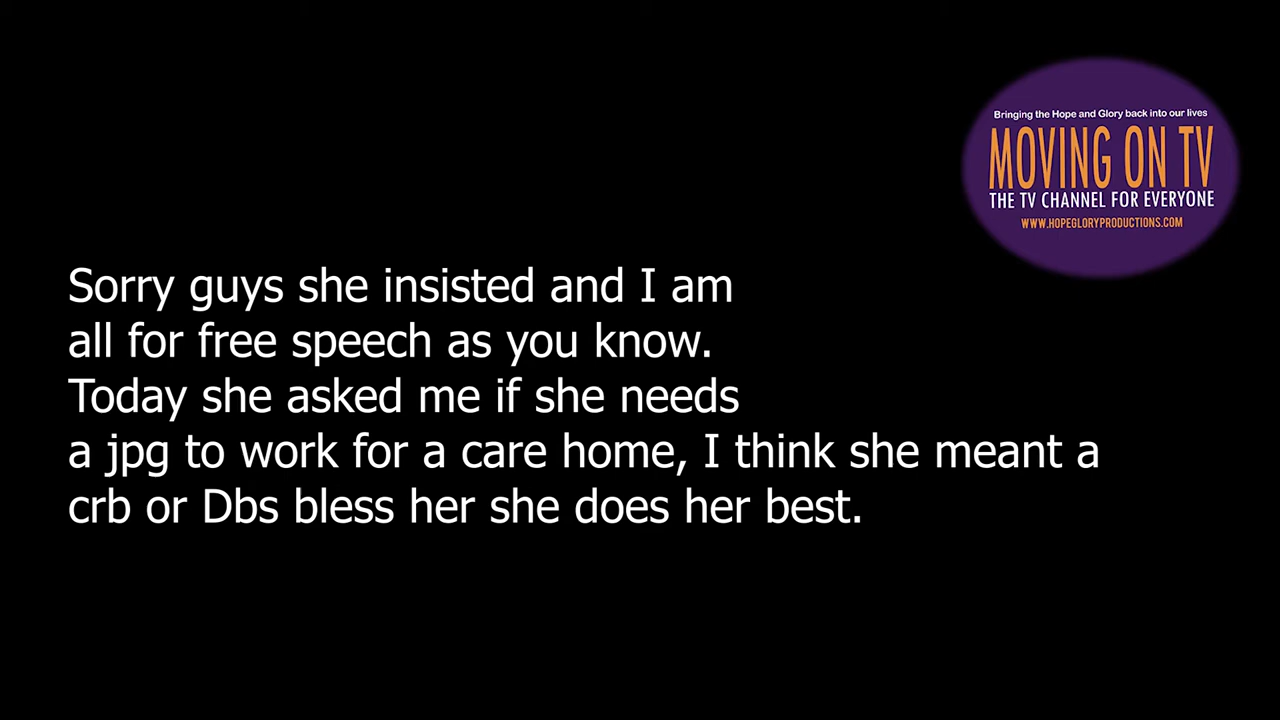 Bringing the Hope and Glory back into our lives
MOVING ON TV
THE TV CHANNEL FOR EVERYONE
WWW.HOPEGLORYPRODUCTIONS.COM
Sorry guys she insisted and I am
all for free speech as you know.
Today she asked me if she needs
a jpg to work for a care home, I think she meant a
crb or Dbs bless her she does her best.